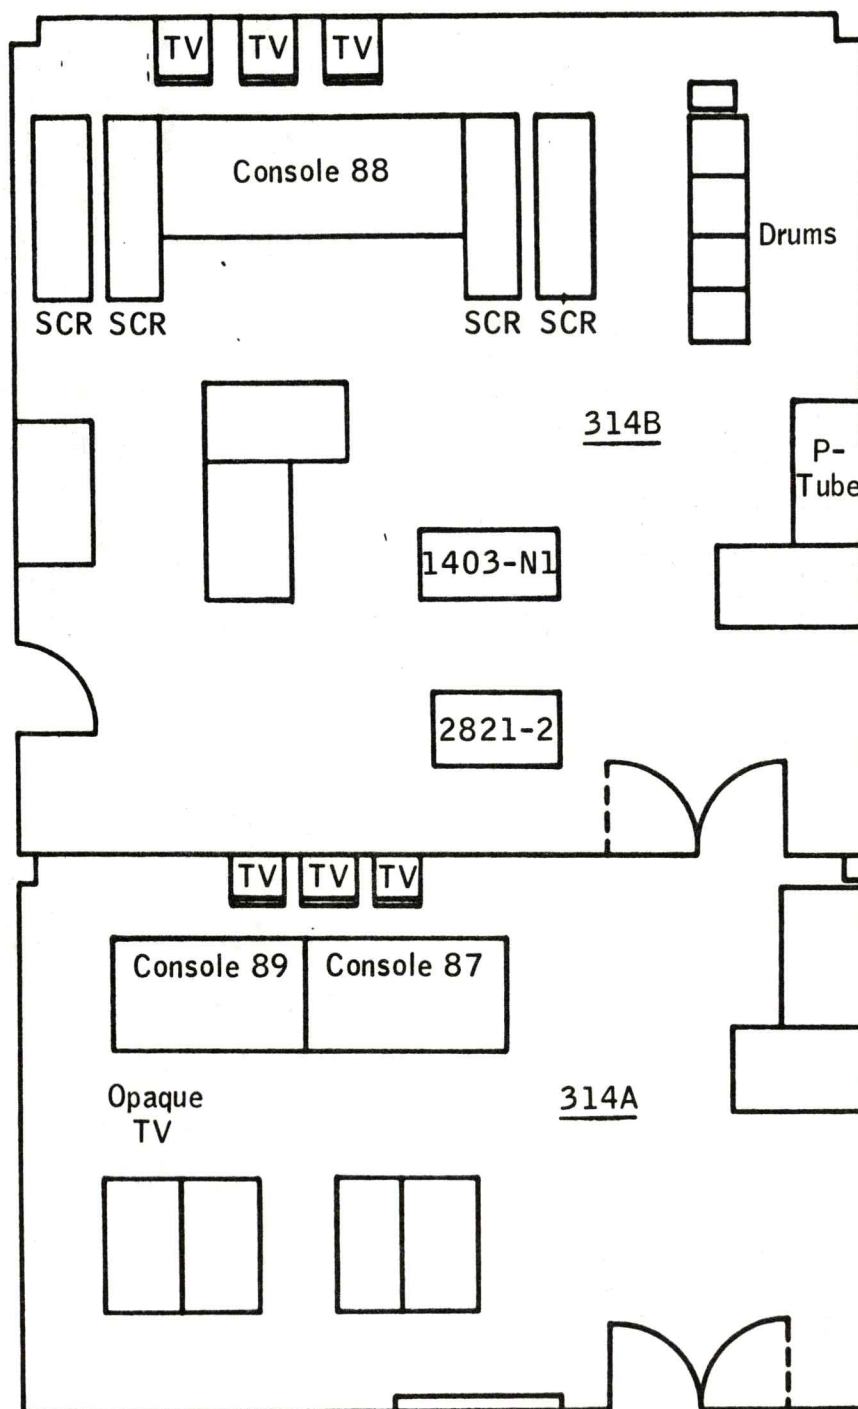 TV TV TV
Console 88
Drums
SCR SCR SCR SCR
314B
P-
Tube
1403-N1
2821-2
TV TV TV
Console 89 Console 87
Opaque
TV
314A